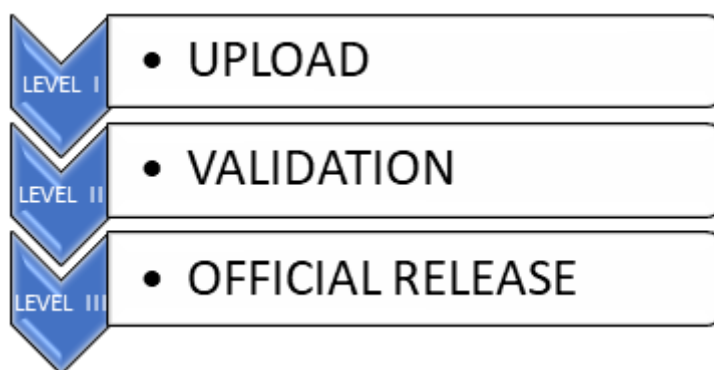 LEVEL I
• UPLOAD
LEVEL II
• VALIDATION
LEVEL III
• OFFICIAL RELEASE